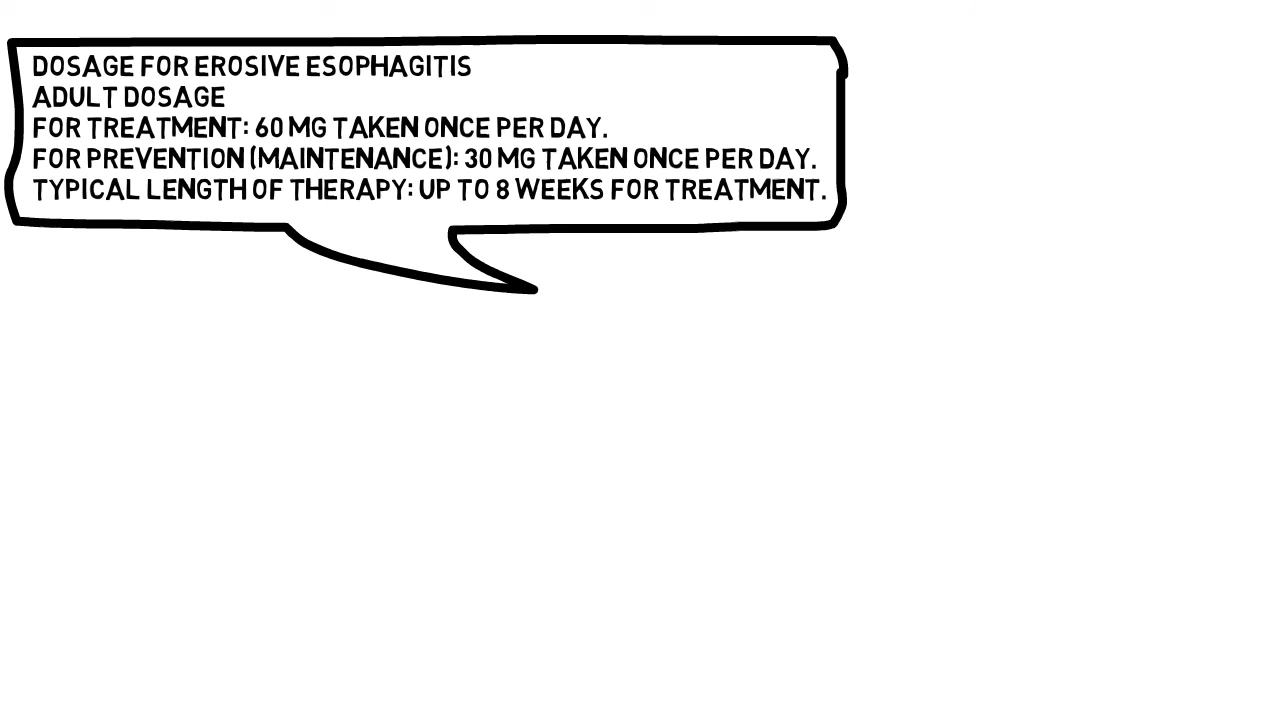 DOSAGE FOR EROSIVE ESOPHAGITIS
ADULT DOSAGE
FOR TREATMENT: 60 MG TAKEN ONCE PER DAY.
FOR PREVENTION (MAINTENANCE): 30 MG TAKEN ONCE PER DAY.
TYPICAL LENGTH OF THERAPY: UP TO 8 WEEKS FOR TREATMENT.